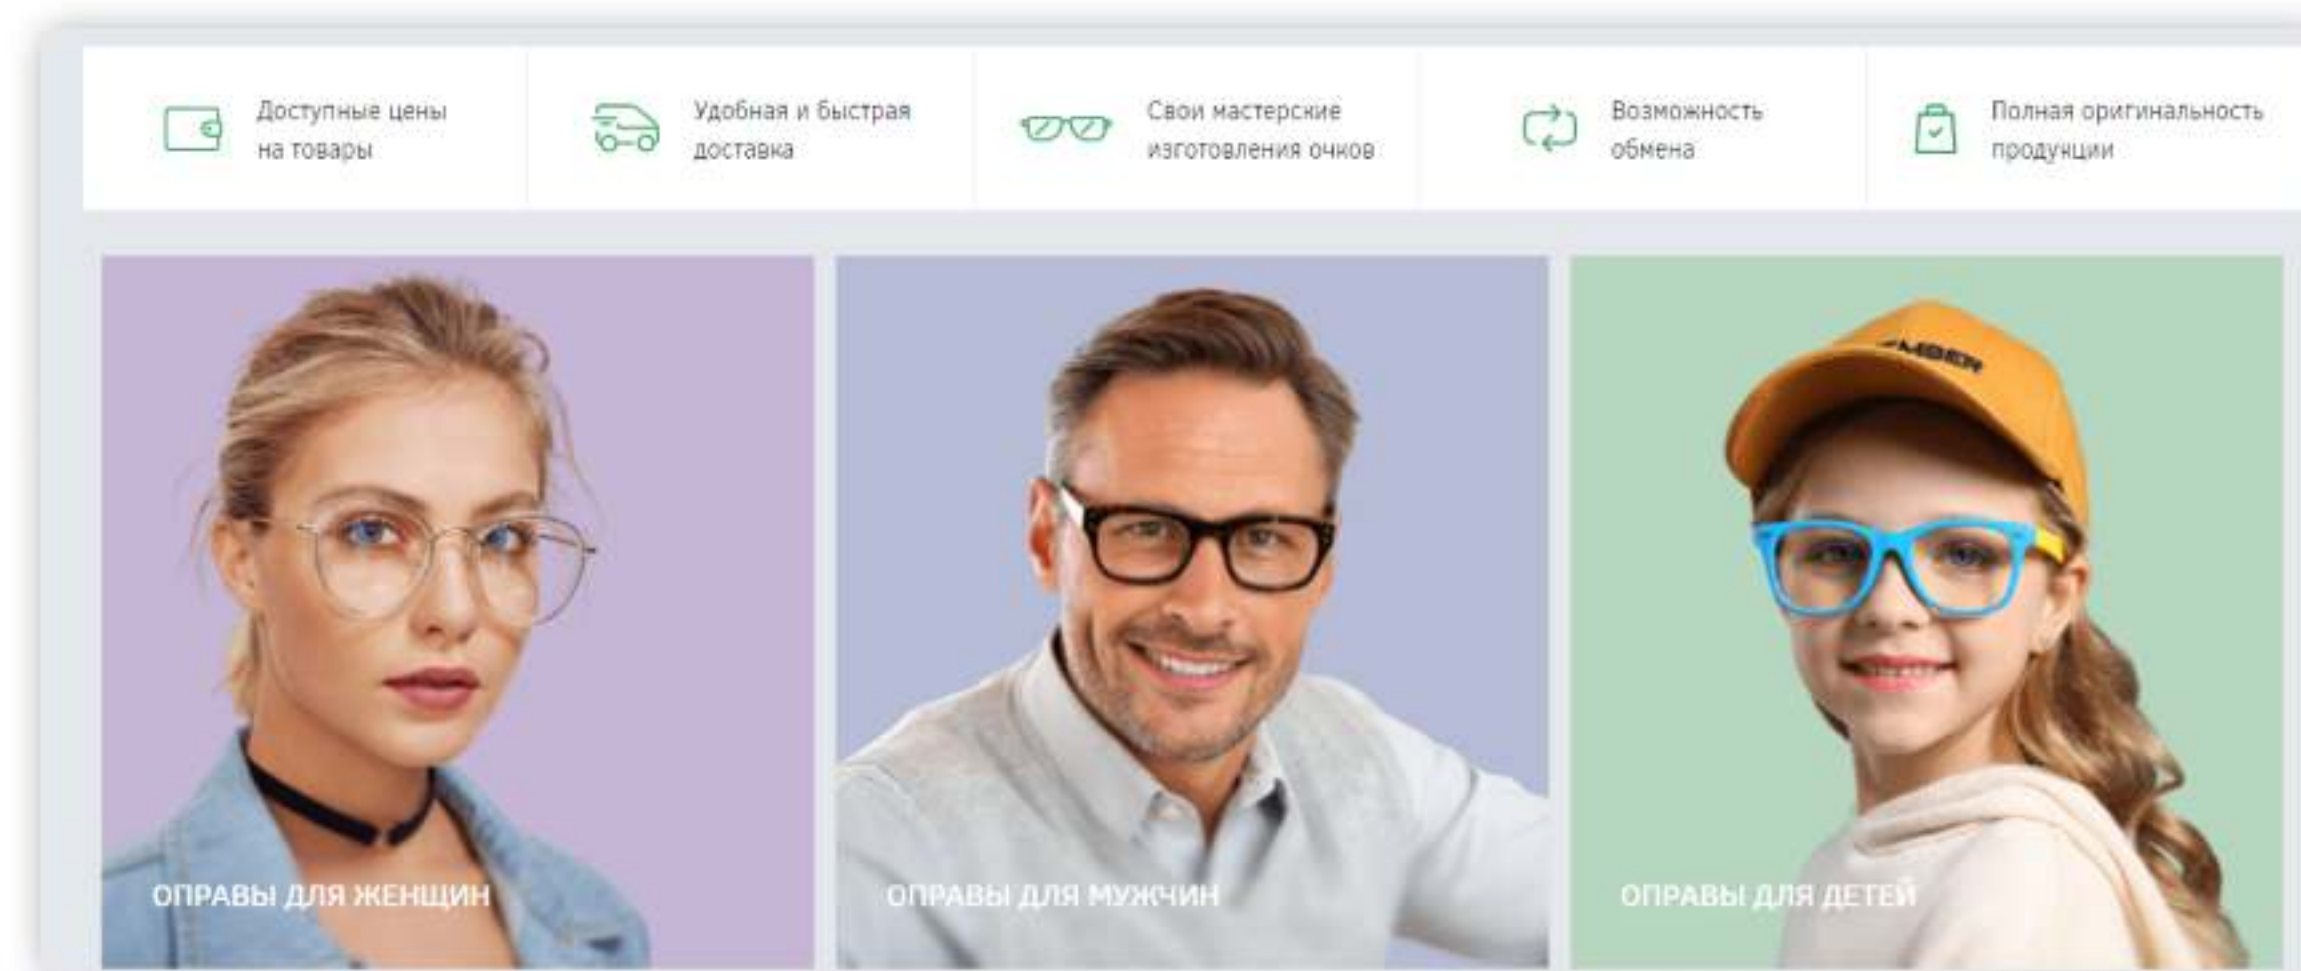 Доступные цены
на товары
Удобная и быстрая
доставка
Свои мастерские
изготовления очков
Возможность
обмена
Полная оригинальность
продукции
MBER
ОПРАВЫ ДЛЯ ЖЕНЩИН
ОПРАВЫ ДЛЯ МУЖЧИН
ОПРАВЫ ДЛЯ ДЕТЕЙ